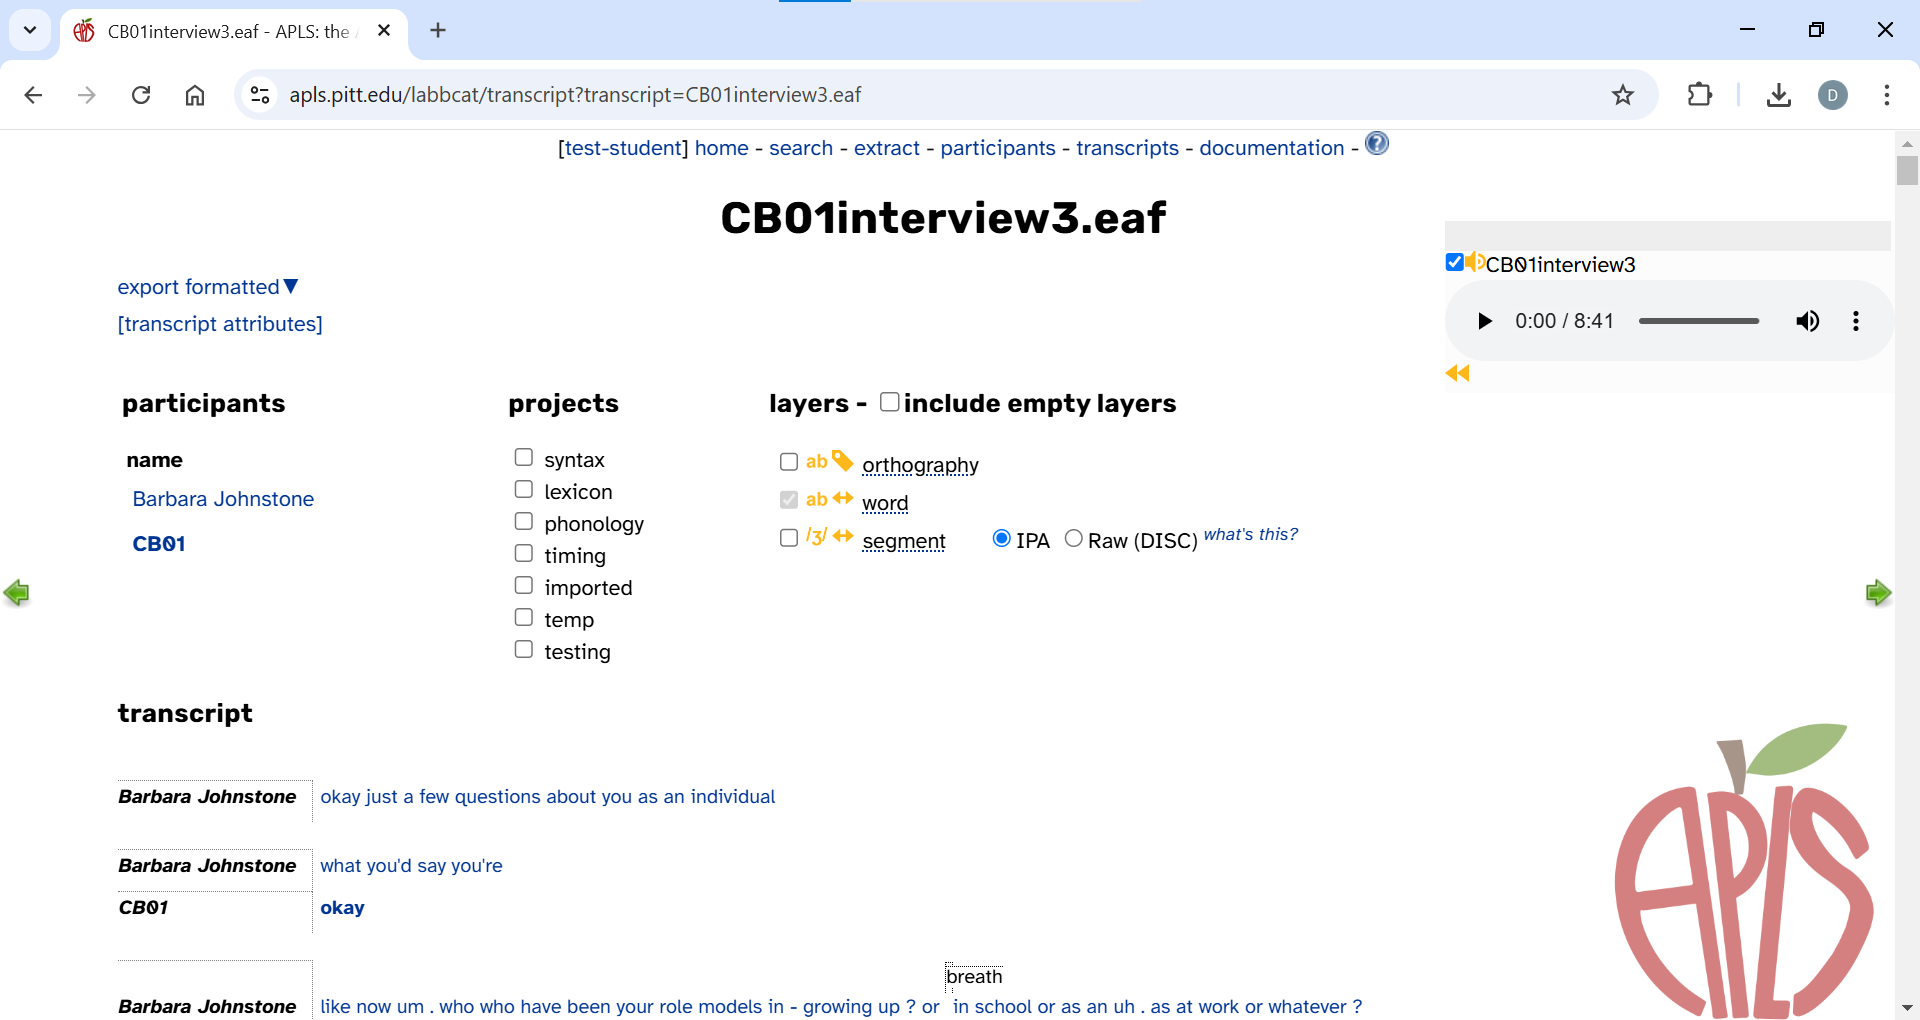 CB01interview3.eaf - APLS: the
apls.pitt.edu/labbcat/transcript?transcript=CB01interview3.eaf
D
[test-student] home - search - extract - participants - transcripts - documentation - ?
CB01interview3.eaf
CB01interview3
export formatted▼
0:00 / 8:41
[transcript attributes]
participants
name
Barbara Johnstone
CB01
projects
syntax
lexicon
phonology
timing
imported
temp
testing
layers - include empty layers
ab orthography
ab word
/ʒ/ segment IPA Raw (DISC) what's this?
transcript
Barbara Johnstone okay just a few questions about you as an individual
Barbara Johnstone what you'd say you're
CB01 okay
breath
Barbara Johnstone like now um . who who have been your role models in - growing up ? or in school or as an uh . as at work or whatever ?
APLS